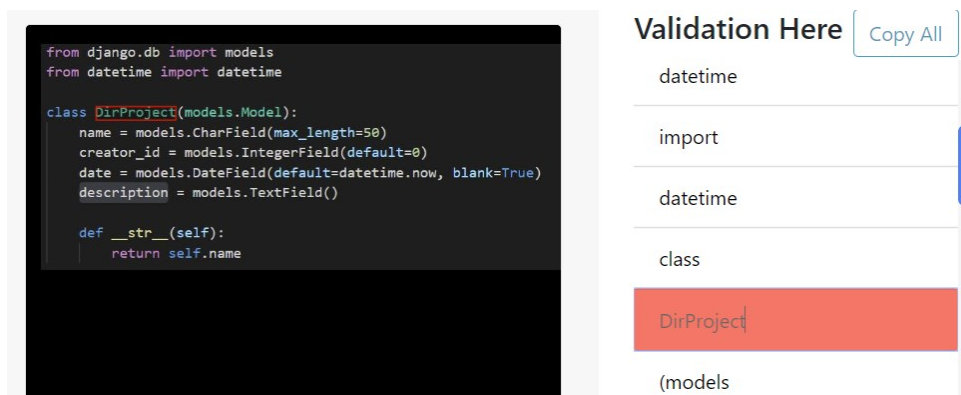 from django.db import models
from datetime import datetime
class DirProject(models.Model):
    name = models.CharField(max_length=50)
    creator_id = models.IntegerField(default=0)
    date = models.DateField(default=datetime.now, blank=True)
    description = models.TextField()
    def __str__(self):
        return self.name
Validation Here
Copy All
datetime
import
datetime
class
DirProject
(models